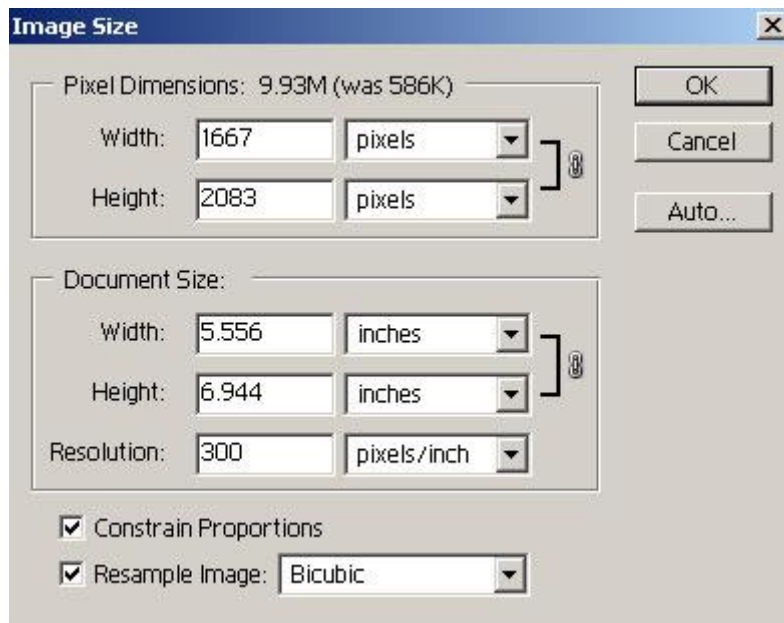 Image Size
Pixel Dimensions: 9.93M (was 586K)
Width: 1667 pixels
Height: 2083 pixels
OK
Cancel
Auto...
Document Size:
Width: 5.556 inches
Height: 6.944 inches
Resolution: 300 pixels/inch
Constrain Proportions
Resample Image: Bicubic